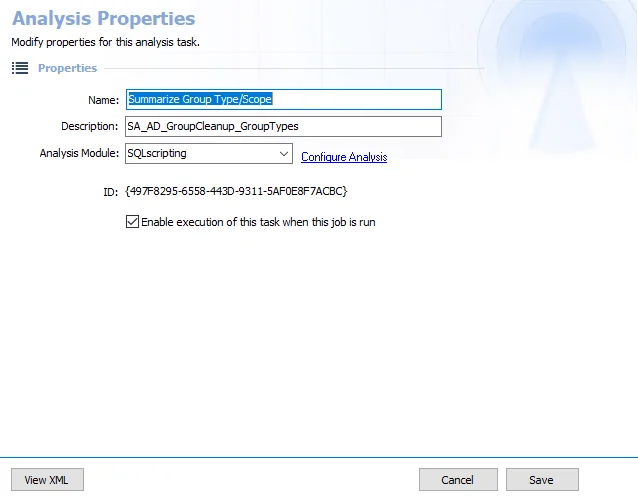 Analysis Properties
Modify properties for this analysis task.
Properties
Name: Summarize Group Type/Scope
Description: SA_AD_GroupCleanup_GroupTypes
Analysis Module: SQLscripting Configure Analysis
ID: {497F8295-6558-443D-9311-5AF0E8F7ACBC}
Enable execution of this task when this job is run
View XML Cancel Save